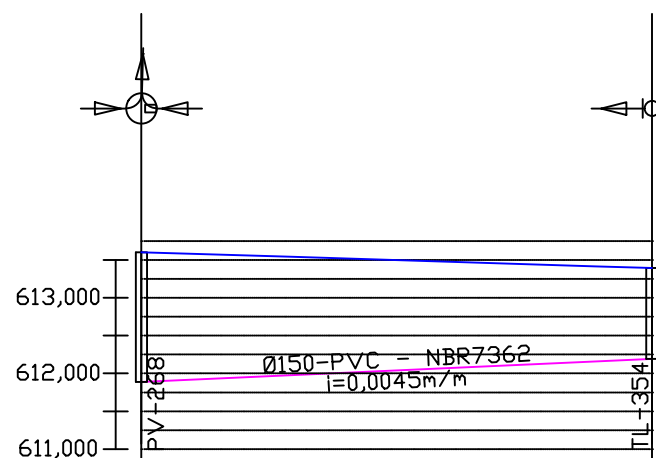 613,000
Ø150-PVC - NBR7362
612,000
i=0,0045m/m
PV-268
TL-354
611,000